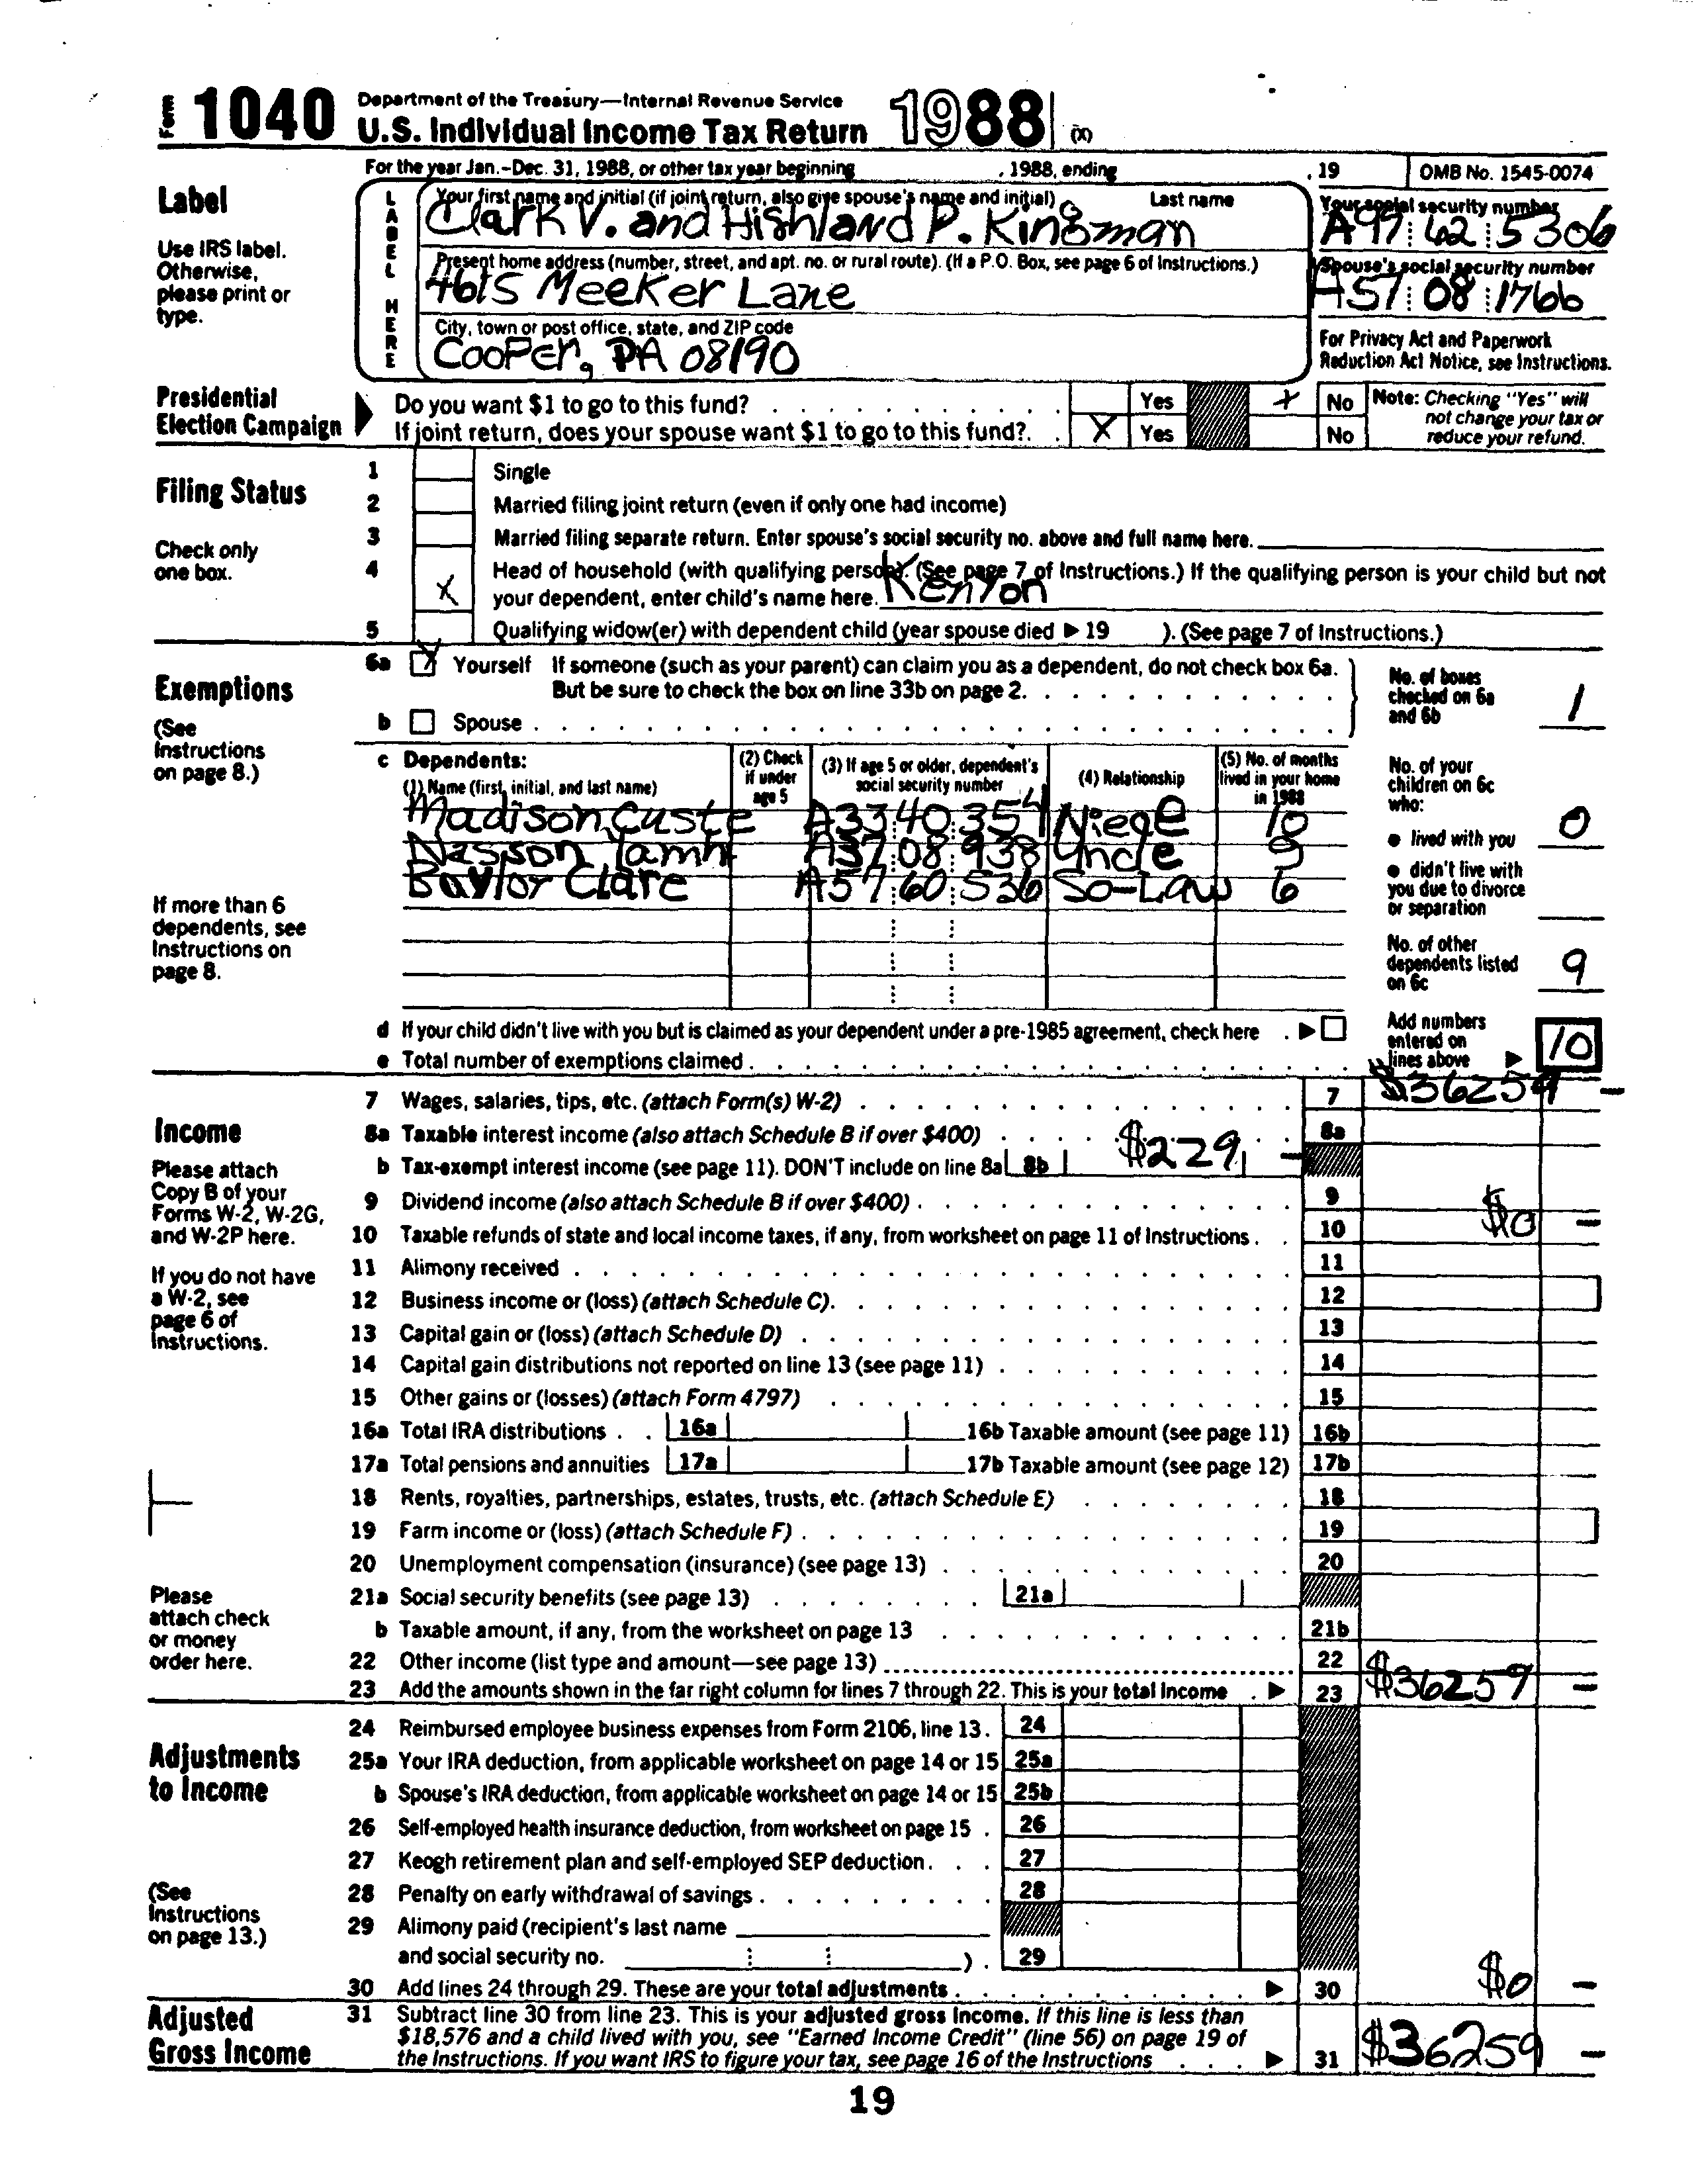 Form 1040 Department of the Treasury—Internal Revenue Service
U.S. Individual Income Tax Return 1988 (X)
For the year Jan.-Dec. 31, 1988, or other tax year beginning , 1988, ending , 19 OMB No. 1545-0074
Label
Use IRS label. Otherwise, please print or type.
LABEL HERE
Your first name and initial (if joint return, also give spouse's name and initial) Last name
Clark V. and Highland P. Kingman
Your social security number
A97 62 5306
Present home address (number, street, and apt. no. or rural route). (If a P.O. Box, see page 6 of Instructions.)
4615 Meeker Lane
Spouse's social security number
A57 08 1766
City, town or post office, state, and ZIP code
Cooper, PA 08190
For Privacy Act and Paperwork Reduction Act Notice, see Instructions.
Presidential Election Campaign
Do you want $1 to go to this fund? Yes X No
If joint return, does your spouse want $1 to go to this fund?. X Yes No
Note: Checking "Yes" will not change your tax or reduce your refund.
Filing Status
Check only one box.
1 Single
2 Married filing joint return (even if only one had income)
3 Married filing separate return. Enter spouse's social security no. above and full name here.
4 X Head of household (with qualifying person). (See page 7 of Instructions.) If the qualifying person is your child but not
your dependent, enter child's name here. Kenyon
5 Qualifying widow(er) with dependent child (year spouse died ▶ 19 ). (See page 7 of Instructions.)
Exemptions
(See Instructions on page 8.)
6a X Yourself If someone (such as your parent) can claim you as a dependent, do not check box 6a.
But be sure to check the box on line 33b on page 2.
b Spouse
No. of boxes checked on 6a and 6b 1
c Dependents:
(1) Name (first, initial, and last name)
(2) Check if under age 5
(3) If age 5 or older, dependent's social security number
(4) Relationship
(5) No. of months lived in your home in 1988
Madison Custe A33 40 354 Niege 10
Nasson Tamh A37 08 938 Uncle 9
Baylor Clare A57 60 536 So-Law 6
No. of your children on 6c who:
● lived with you 0
● didn't live with you due to divorce or separation
No. of other dependents listed on 6c 9
If more than 6 dependents, see Instructions on page 8.
d If your child didn't live with you but is claimed as your dependent under a pre-1985 agreement, check here ▶
e Total number of exemptions claimed
Add numbers entered on lines above ▶ 10
Income
Please attach Copy B of your Forms W-2, W-2G, and W-2P here.
If you do not have a W-2, see page 6 of Instructions.
Please attach check or money order here.
7 Wages, salaries, tips, etc. (attach Form(s) W-2) 7 $36259 —
8a Taxable interest income (also attach Schedule B if over $400) 8a
b Tax-exempt interest income (see page 11). DON'T include on line 8a 8b $229 —
9 Dividend income (also attach Schedule B if over $400) 9
10 Taxable refunds of state and local income taxes, if any, from worksheet on page 11 of Instructions. 10 $0 —
11 Alimony received 11
12 Business income or (loss) (attach Schedule C). 12
13 Capital gain or (loss) (attach Schedule D) 13
14 Capital gain distributions not reported on line 13 (see page 11) 14
15 Other gains or (losses) (attach Form 4797) 15
16a Total IRA distributions 16a 16b Taxable amount (see page 11) 16b
17a Total pensions and annuities 17a 17b Taxable amount (see page 12) 17b
18 Rents, royalties, partnerships, estates, trusts, etc. (attach Schedule E) 18
19 Farm income or (loss) (attach Schedule F) 19
20 Unemployment compensation (insurance) (see page 13) 20
21a Social security benefits (see page 13) 21a
b Taxable amount, if any, from the worksheet on page 13 21b
22 Other income (list type and amount—see page 13) 22
23 Add the amounts shown in the far right column for lines 7 through 22. This is your total income ▶ 23 $36259 —
Adjustments to Income
(See Instructions on page 13.)
24 Reimbursed employee business expenses from Form 2106, line 13. 24
25a Your IRA deduction, from applicable worksheet on page 14 or 15 25a
b Spouse's IRA deduction, from applicable worksheet on page 14 or 15 25b
26 Self-employed health insurance deduction, from worksheet on page 15 26
27 Keogh retirement plan and self-employed SEP deduction. 27
28 Penalty on early withdrawal of savings 28
29 Alimony paid (recipient's last name
and social security no. ) 29
30 Add lines 24 through 29. These are your total adjustments ▶ 30 $0 —
Adjusted Gross Income
31 Subtract line 30 from line 23. This is your adjusted gross income. If this line is less than
$18,576 and a child lived with you, see "Earned Income Credit" (line 56) on page 19 of
the Instructions. If you want IRS to figure your tax, see page 16 of the Instructions ▶ 31 $36259 —
19